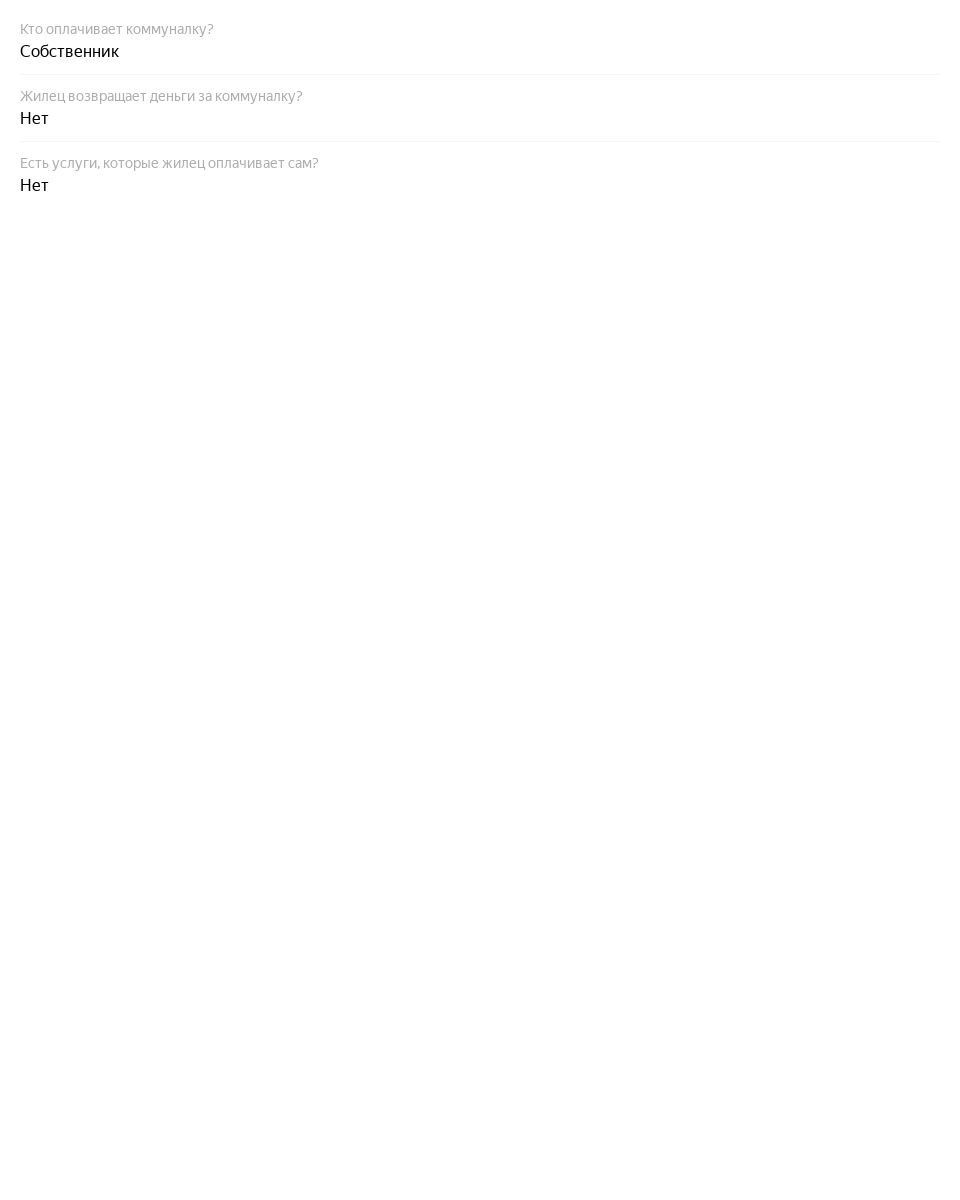 Кто оплачивает коммуналку?
Собственник
Жилец возвращает деньги за коммуналку?
Нет
Есть услуги, которые жилец оплачивает сам?
Нет